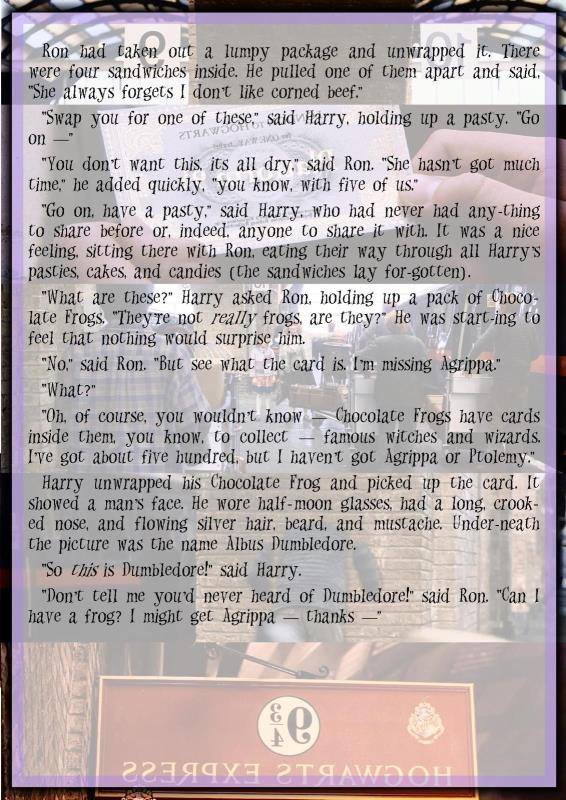 Ron had taken out a lumpy package and unwrapped it. There
were four sandwiches inside. He pulled one of them apart and said,
"She always forgets I don't like corned beef."
"Swap you for one of these," said Harry, holding up a pasty. "Go
on —"
"You don't want this, it's all dry," said Ron. "She hasn't got much
time," he added quickly, "you know, with five of us."
"Go on, have a pasty," said Harry, who had never had any-thing
to share before or, indeed, anyone to share it with. It was a nice
feeling, sitting there with Ron, eating their way through all Harry's
pasties, cakes, and candies (the sandwiches lay for-gotten).
"What are these?" Harry asked Ron, holding up a pack of Choco-
late Frogs. "They're not really frogs, are they?" He was start-ing to
feel that nothing would surprise him.
"No," said Ron. "But see what the card is. I'm missing Agrippa."
"What?"
"Oh, of course, you wouldn't know — Chocolate Frogs have cards
inside them, you know, to collect — famous witches and wizards.
I've got about five hundred, but I haven't got Agrippa or Ptolemy."
Harry unwrapped his Chocolate Frog and picked up the card. It
showed a man's face. He wore half-moon glasses, had a long, crook-
ed nose, and flowing silver hair, beard, and mustache. Under-neath
the picture was the name Albus Dumbledore.
"So this is Dumbledore!" said Harry.
"Don't tell me you'd never heard of Dumbledore!" said Ron. "Can I
have a frog? I might get Agrippa — thanks —"
9 3/4
HOGWARTS EXPRESS